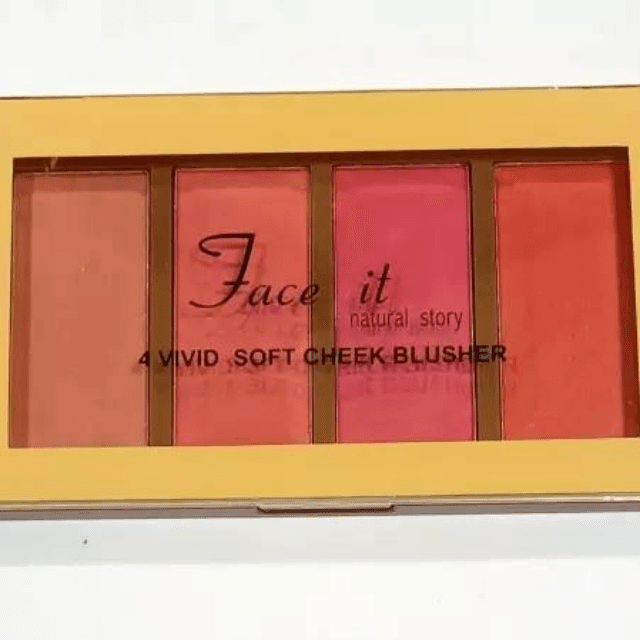 Face it
natural story
4 VIVID SOFT CHEEK BLUSHER